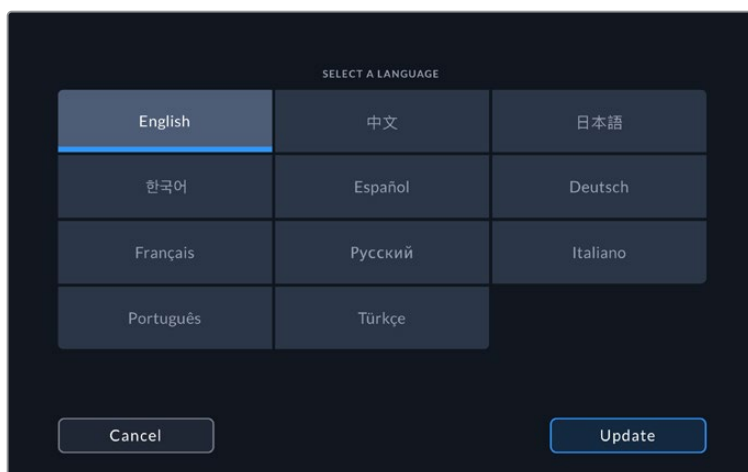 SELECT A LANGUAGE
English 中文 日本語
한국어 Español Deutsch
Français Русский Italiano
Português Türkçe
Cancel Update